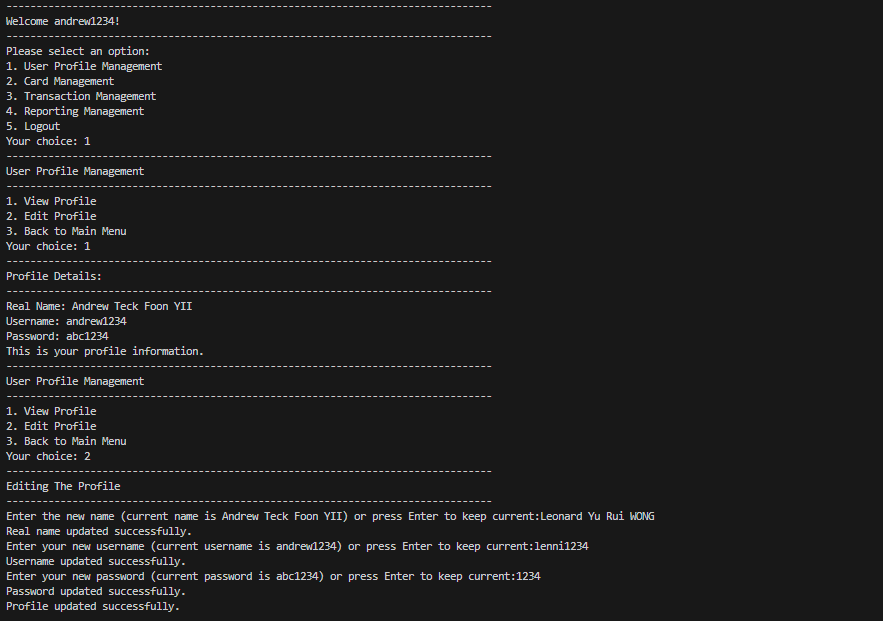 ---------------------------------------------------------------------------------
Welcome andrew1234!
---------------------------------------------------------------------------------
Please select an option:
1. User Profile Management
2. Card Management
3. Transaction Management
4. Reporting Management
5. Logout
Your choice: 1
---------------------------------------------------------------------------------
User Profile Management
---------------------------------------------------------------------------------
1. View Profile
2. Edit Profile
3. Back to Main Menu
Your choice: 1
---------------------------------------------------------------------------------
Profile Details:
---------------------------------------------------------------------------------
Real Name: Andrew Teck Foon YII
Username: andrew1234
Password: abc1234
This is your profile information.
---------------------------------------------------------------------------------
User Profile Management
---------------------------------------------------------------------------------
1. View Profile
2. Edit Profile
3. Back to Main Menu
Your choice: 2
---------------------------------------------------------------------------------
Editing The Profile
---------------------------------------------------------------------------------
Enter the new name (current name is Andrew Teck Foon YII) or press Enter to keep current:Leonard Yu Rui WONG
Real name updated successfully.
Enter your new username (current username is andrew1234) or press Enter to keep current:lenni1234
Username updated successfully.
Enter your new password (current password is abc1234) or press Enter to keep current:1234
Password updated successfully.
Profile updated successfully.